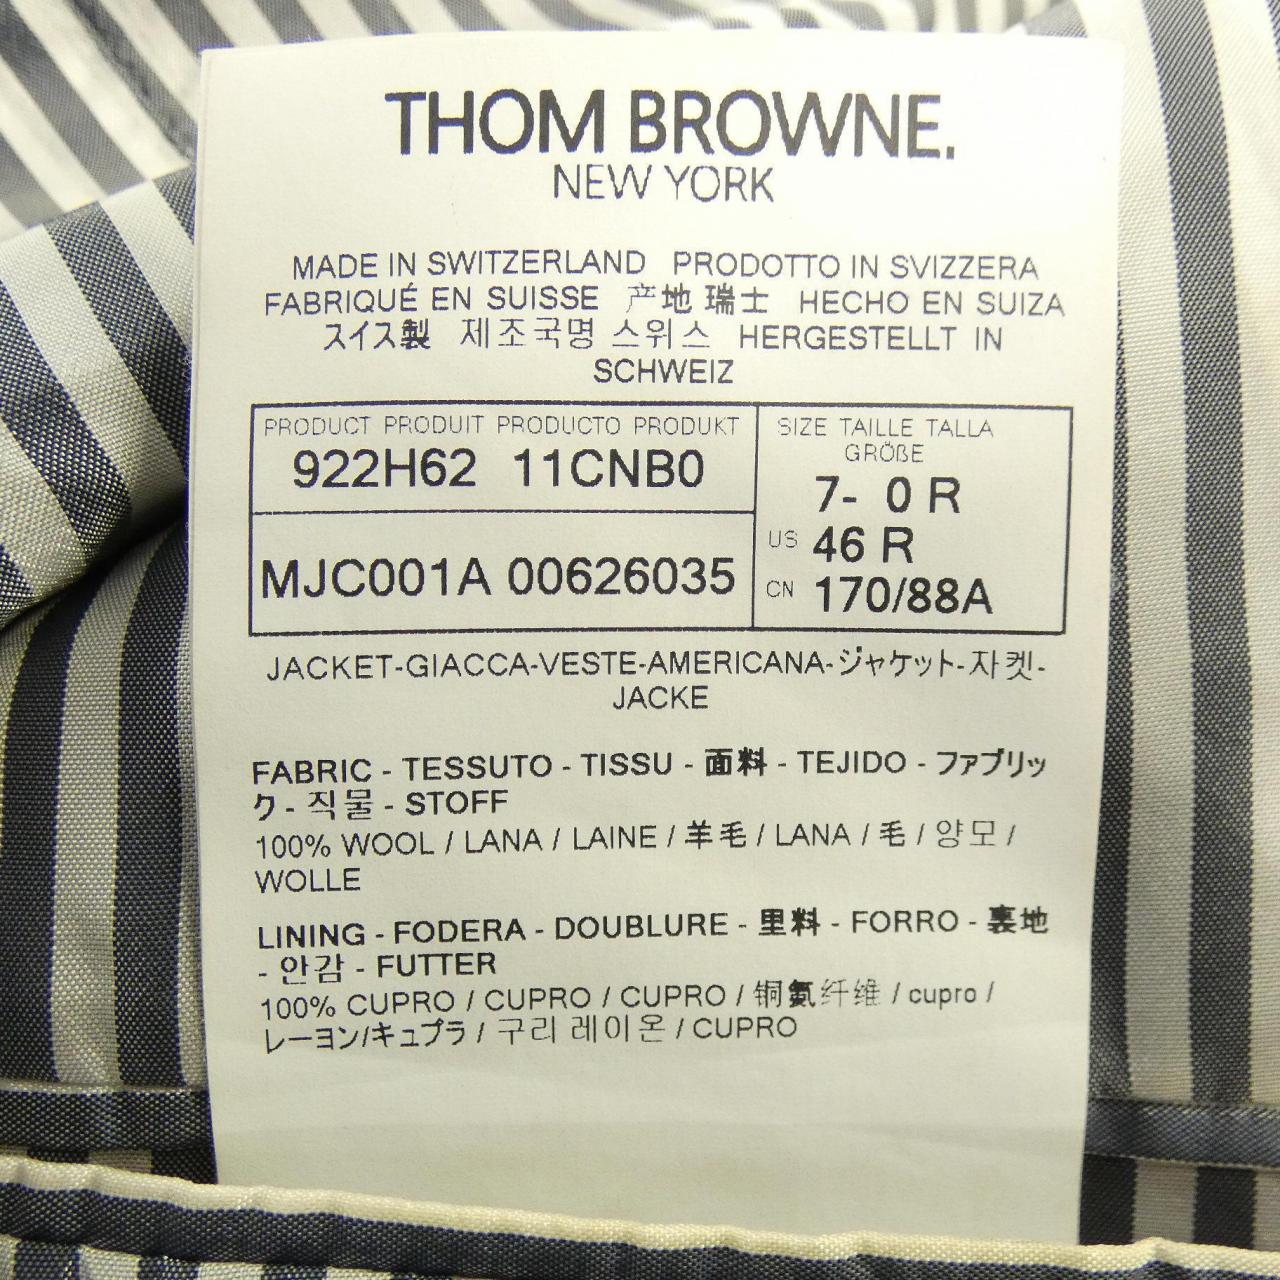 THOM BROWNE.
NEW YORK
MADE IN SWITZERLAND PRODOTTO IN SVIZZERA
FABRIQUÉ EN SUISSE 产地 瑞士 HECHO EN SUIZA
スイス製 제조국명 스위스 HERGESTELLT IN
SCHWEIZ
PRODUCT PRODUIT PRODUCTO PRODUKT
922H62 11CNB0
MJC001A 00626035
SIZE TAILLE TALLA
GRÖßE
7- 0 R
US 46 R
CN 170/88A
JACKET-GIACCA-VESTE-AMERICANA-ジャケット-자켓-
JACKE
FABRIC - TESSUTO - TISSU - 面料 - TEJIDO - ファブリッ
ク - 직물 - STOFF
100% WOOL / LANA / LAINE / 羊毛 / LANA / 毛 / 양모 /
WOLLE
LINING - FODERA - DOUBLURE - 里料 - FORRO - 裏地
- 안감 - FUTTER
100% CUPRO / CUPRO / CUPRO / 铜氨纤维 / cupro /
レーヨン/キュプラ / 구리 레이온 / CUPRO